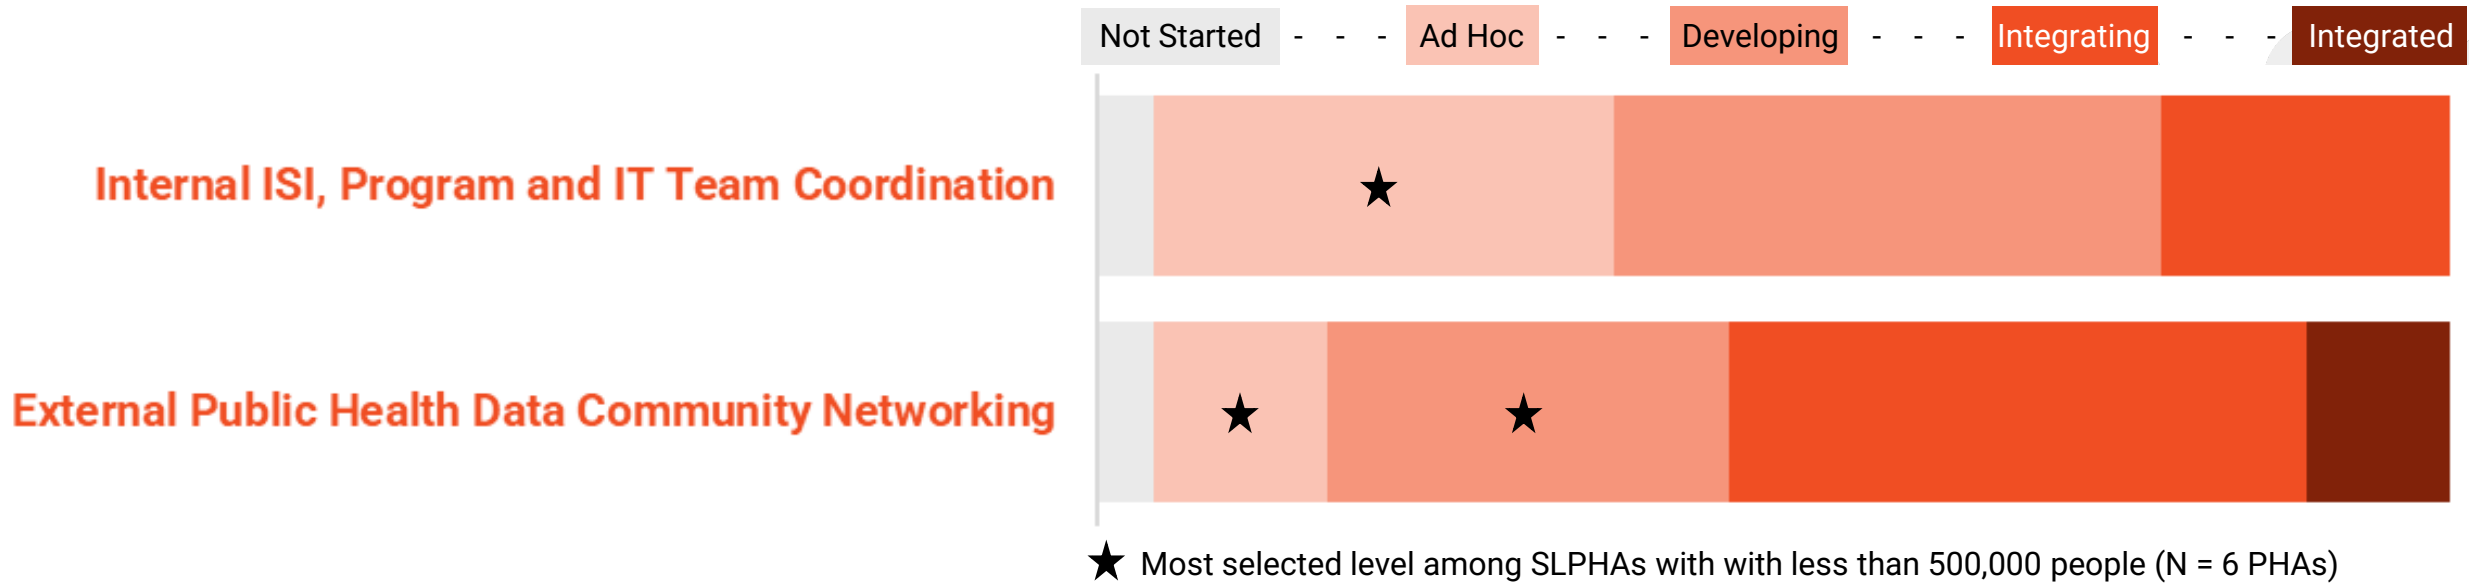 Not Started - - - Ad Hoc - - - Developing - - - Integrating - - - Integrated
Internal ISI, Program and IT Team Coordination
External Public Health Data Community Networking
★ Most selected level among SLPHAs with with less than 500,000 people (N = 6 PHAs)